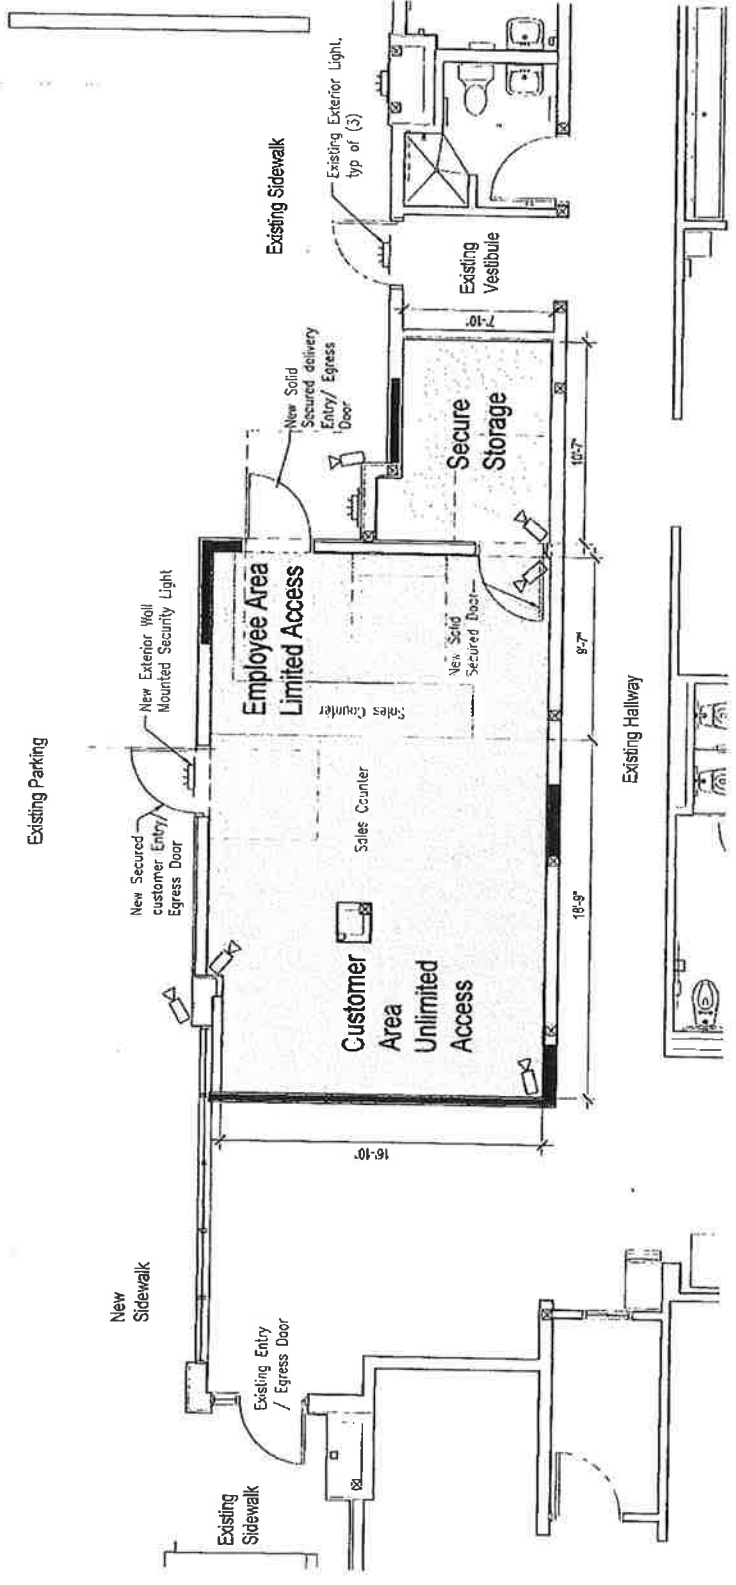 Existing Parking
New
Sidewalk
Existing
Sidewalk
Existing Entry
/ Egress Door
New Secured
customer Entry/
Egress Door
New Exterior Wall
Mounted Security Light
New Solid
Secured delivery
Entry/ Egress
Door
Existing Sidewalk
Existing Exterior Light,
typ of (3)
Existing
Vestibule
7'-10"
Secure
Storage
Employee Area
Limited Access
New Solid
Secured Door
Sales Counter
Sales Counter
Customer
Area
Unlimited
Access
16'-10"
18'-9"
9'-7"
10'-7"
Existing Hallway